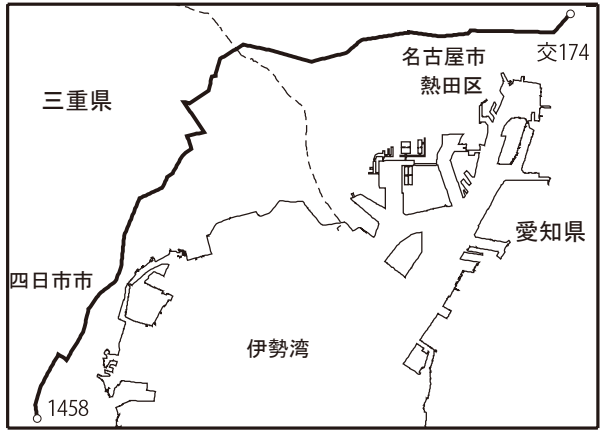 交174
名古屋市
熱田区
三重県
愛知県
四日市市
伊勢湾
1458